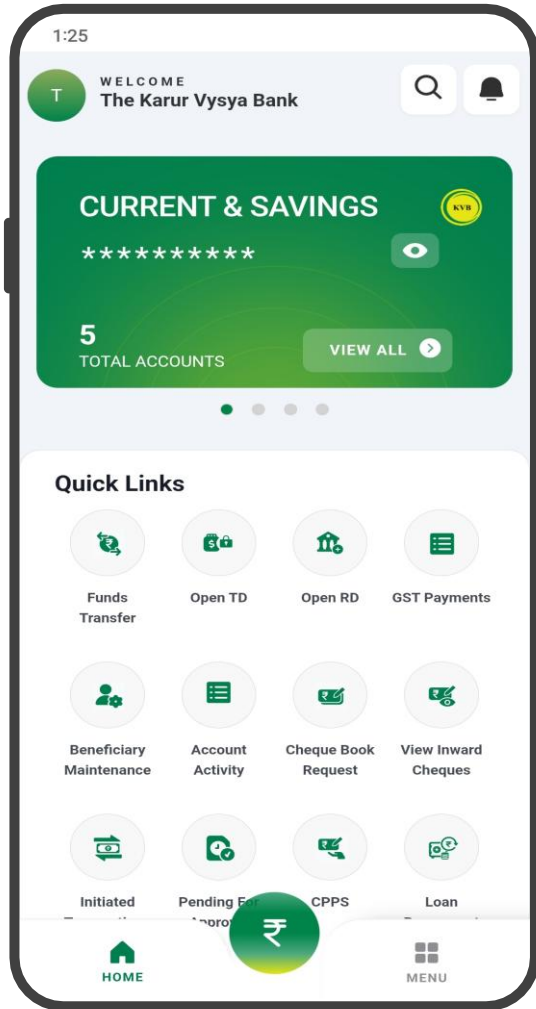 1:25
T
WELCOME
The Karur Vysya Bank
CURRENT & SAVINGS
KVB
**********
5
TOTAL ACCOUNTS
VIEW ALL
Quick Links
Funds
Transfer
Open TD
Open RD
GST Payments
Beneficiary
Maintenance
Account
Activity
Cheque Book
Request
View Inward
Cheques
Initiated
Pending For
CPPS
Loan
₹
HOME
MENU